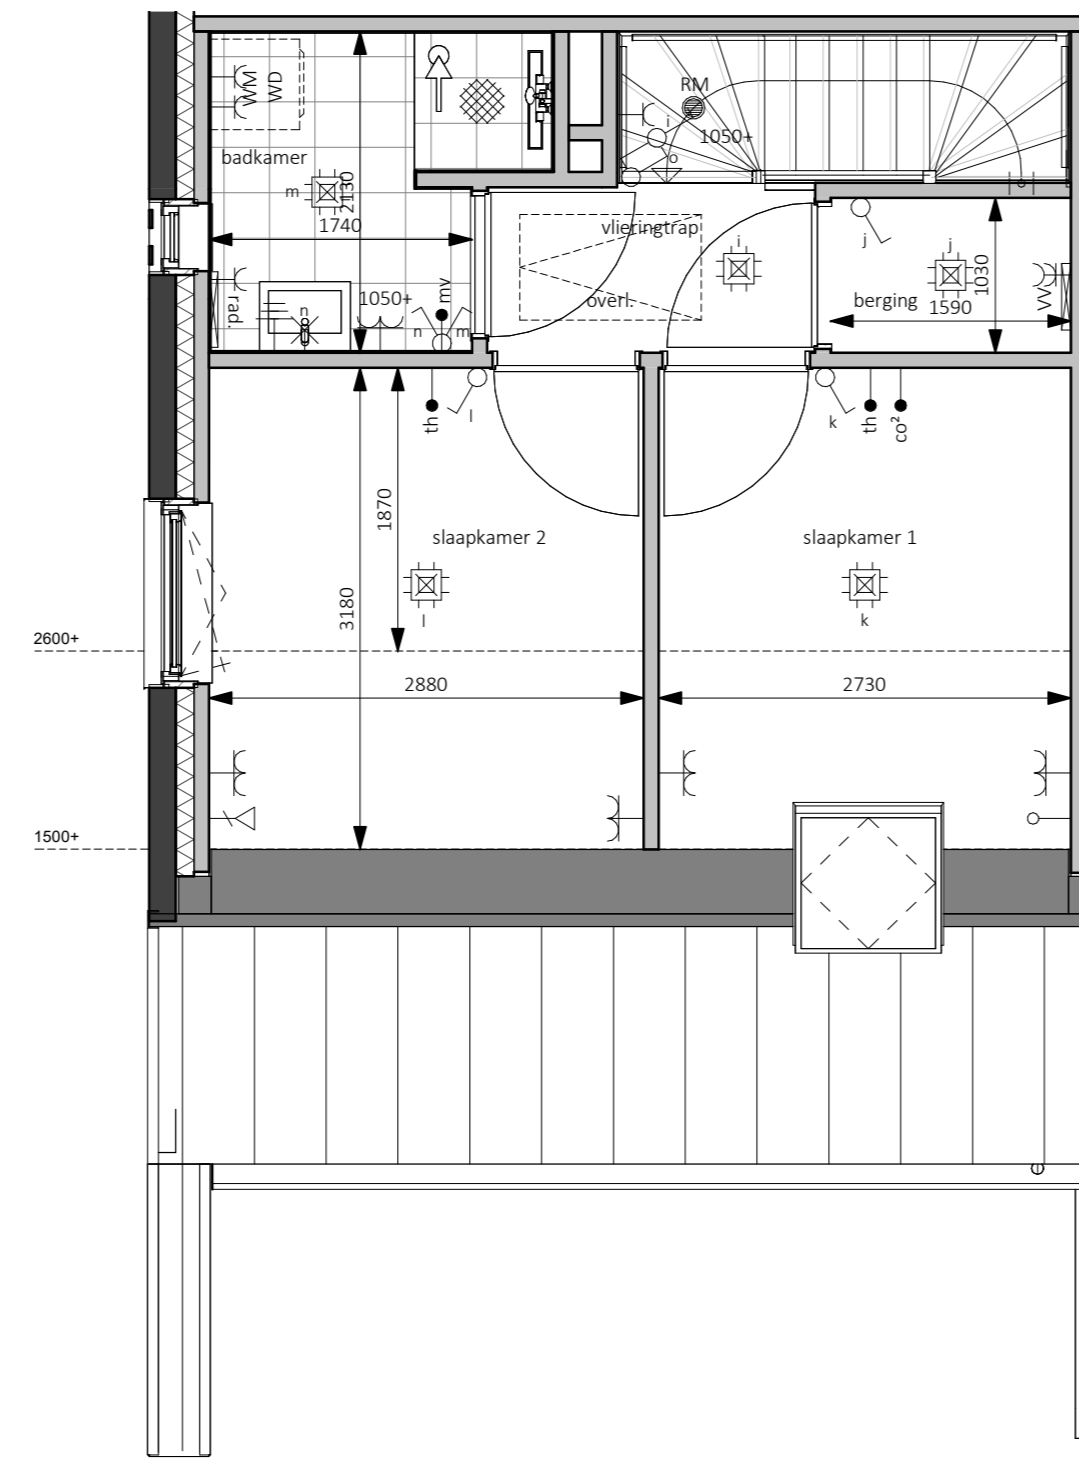 WM
WD
RM
i
1050+
o
badkamer
m
2130
1740
vlieringtrap
i
j
j
1030
berging
1590
VV
rad.
n
1050+
mv
n
m
overl.
th
l
k
th
co²
1870
slaapkamer 2
slaapkamer 1
3180
l
k
2600+
2880
2730
1500+